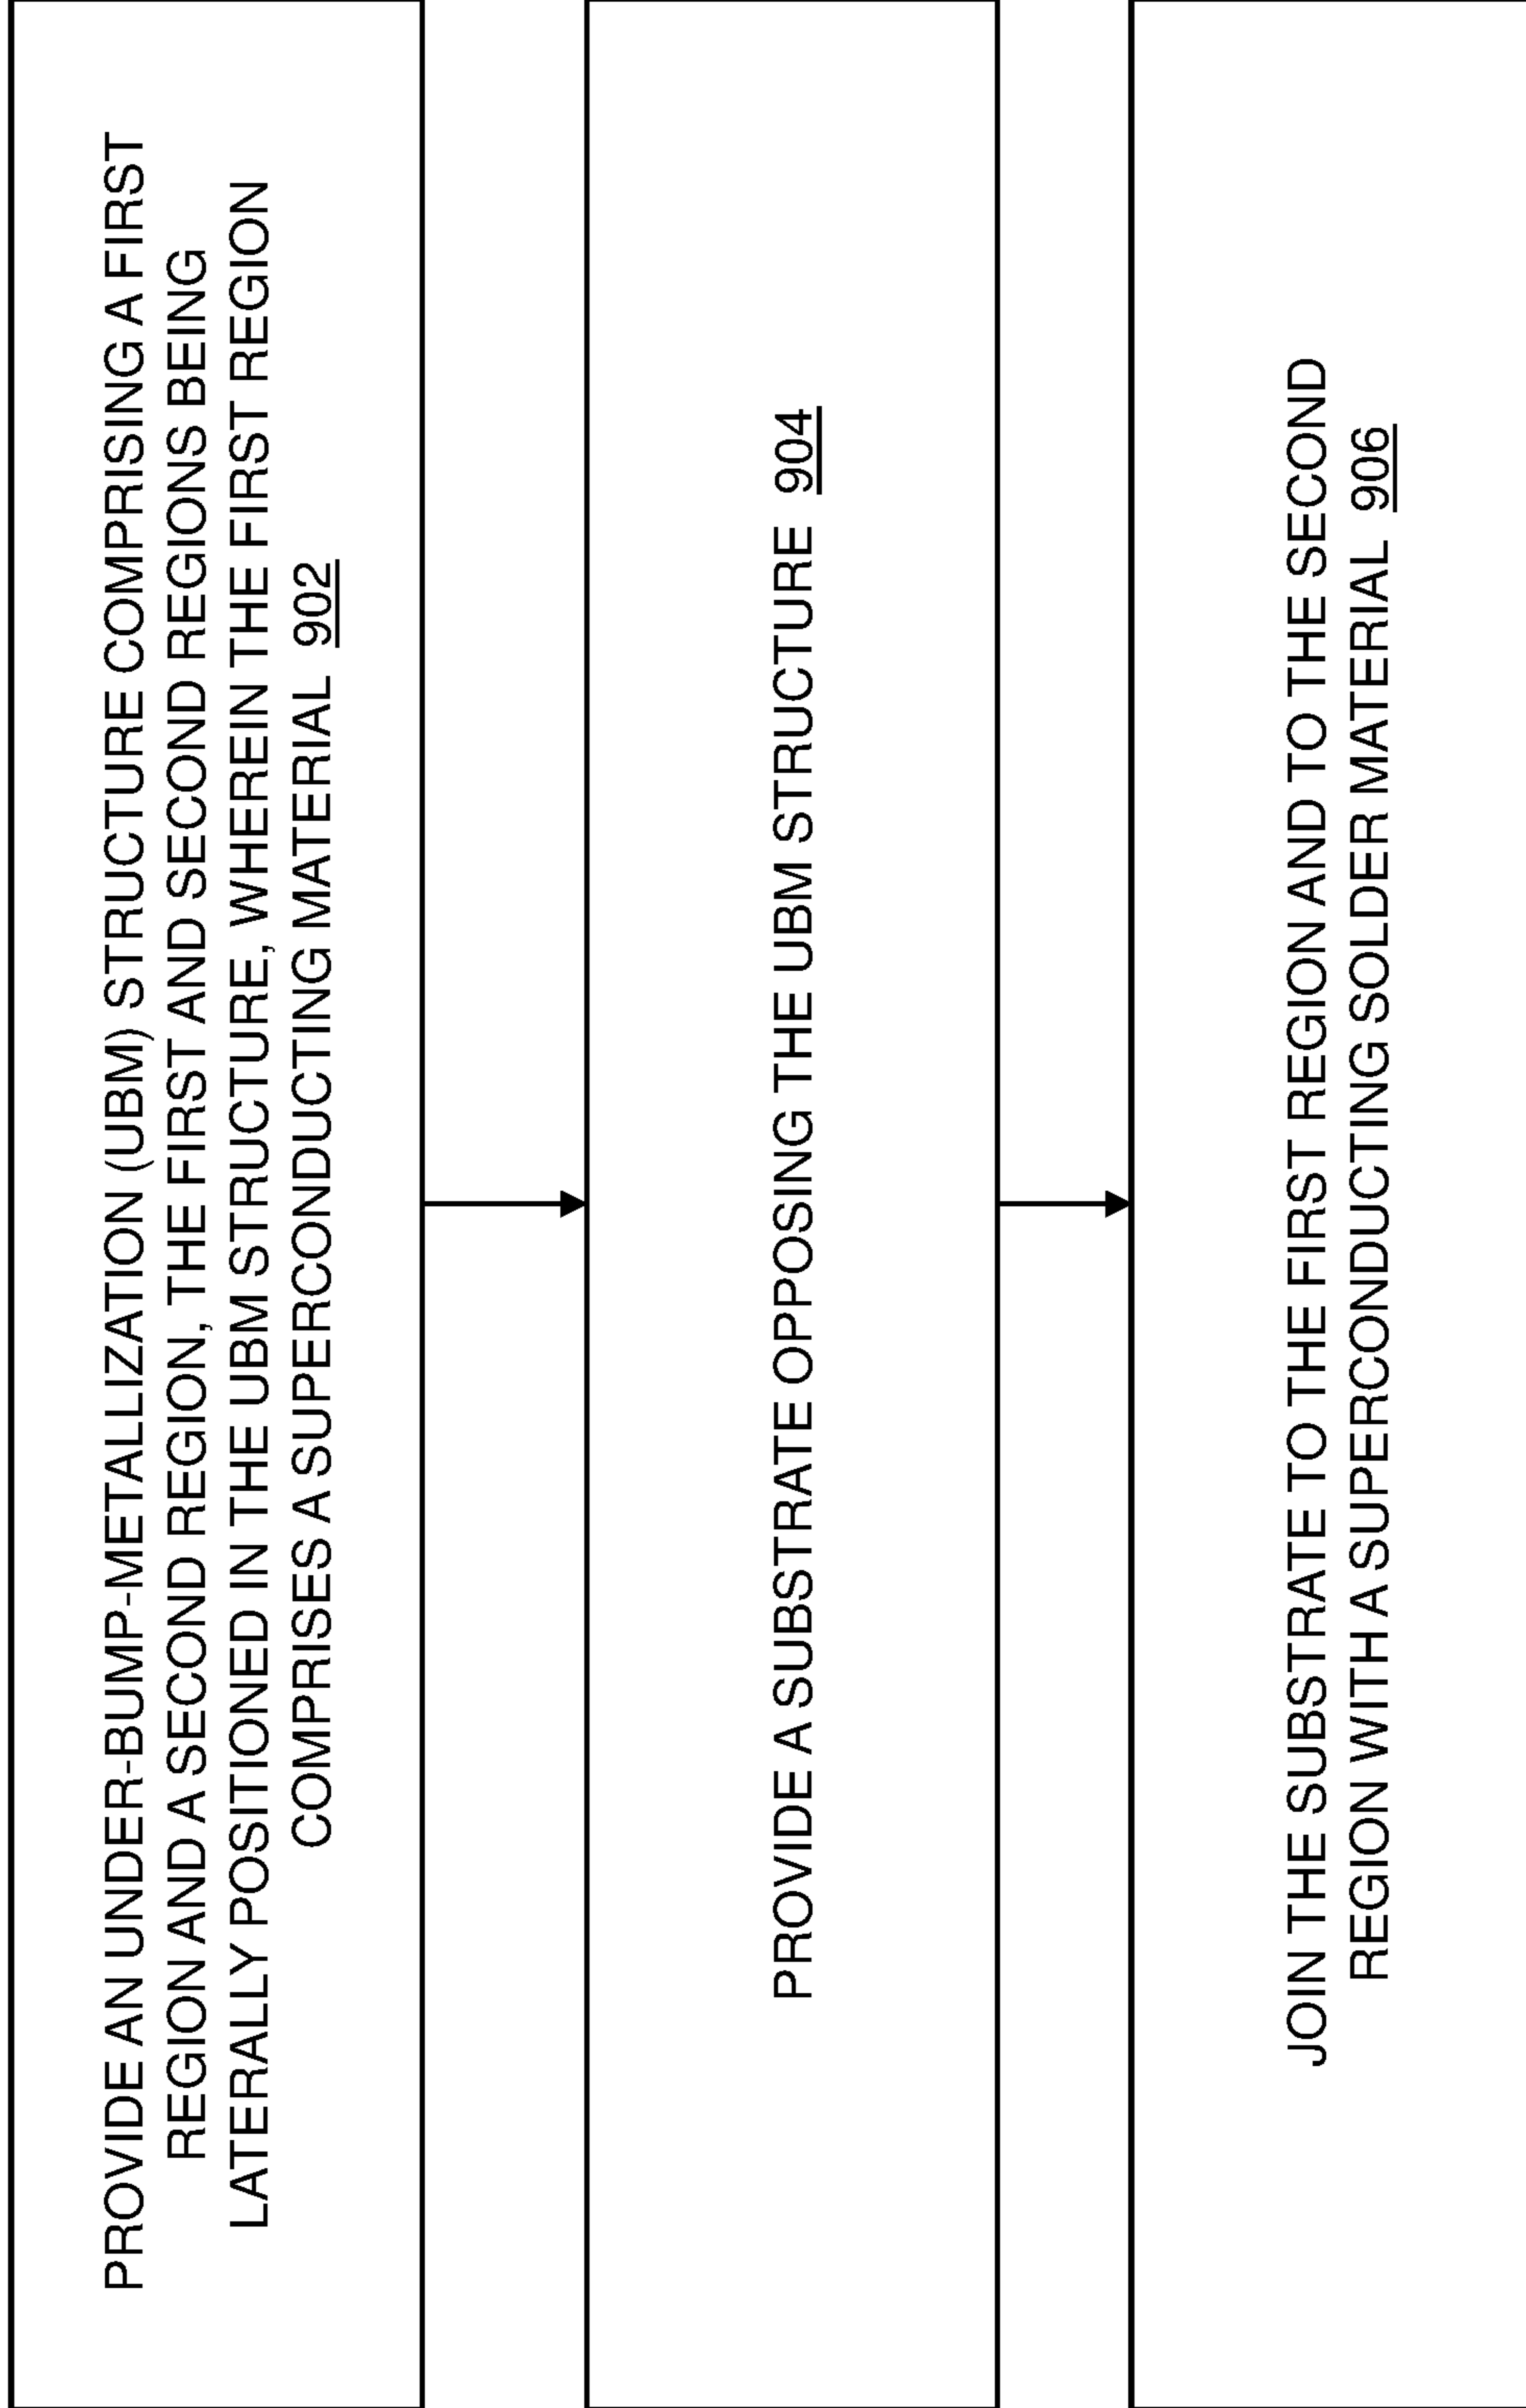 PROVIDE AN UNDER-BUMP-METALLIZATION (UBM) STRUCTURE COMPRISING A FIRST
REGION AND A SECOND REGION, THE FIRST AND SECOND REGIONS BEING
LATERALLY POSITIONED IN THE UBM STRUCTURE, WHEREIN THE FIRST REGION
COMPRISES A SUPERCONDUCTING MATERIAL 902
PROVIDE A SUBSTRATE OPPOSING THE UBM STRUCTURE 904
JOIN THE SUBSTRATE TO THE FIRST REGION AND TO THE SECOND
REGION WITH A SUPERCONDUCTING SOLDER MATERIAL 906